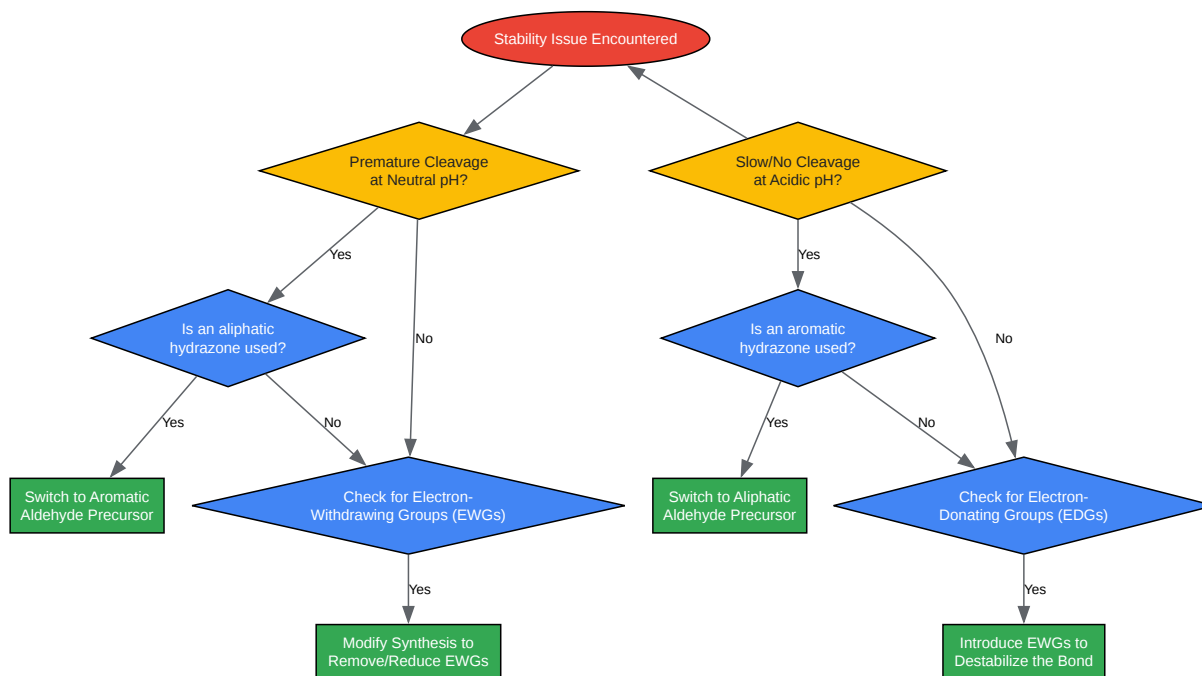 Stability Issue Encountered
Premature Cleavage
at Neutral pH?
Slow/No Cleavage
at Acidic pH?
Yes
Yes
Is an aliphatic
hydrazone used?
No
Is an aromatic
hydrazone used?
No
Yes
No
Yes
No
Switch to Aromatic
Aldehyde Precursor
Check for Electron-
Withdrawing Groups (EWGs)
Switch to Aliphatic
Aldehyde Precursor
Check for Electron-
Donating Groups (EDGs)
Yes
Yes
Modify Synthesis to
Remove/Reduce EWGs
Introduce EWGs to
Destabilize the Bond